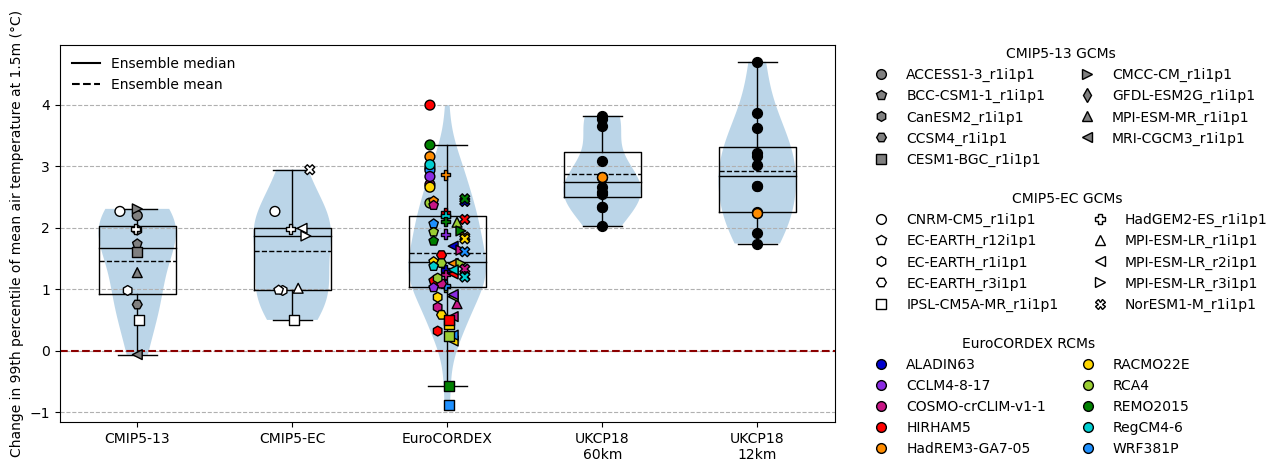 Change in 99th percentile of mean air temperature at 1.5m (°C)
Ensemble median
Ensemble mean
4
3
2
1
0
−1
CMIP5-13
CMIP5-EC
EuroCORDEX
UKCP18
60km
UKCP18
12km
CMIP5-13 GCMs
ACCESS1-3_r1i1p1
BCC-CSM1-1_r1i1p1
CanESM2_r1i1p1
CCSM4_r1i1p1
CESM1-BGC_r1i1p1
CMCC-CM_r1i1p1
GFDL-ESM2G_r1i1p1
MPI-ESM-MR_r1i1p1
MRI-CGCM3_r1i1p1
CMIP5-EC GCMs
CNRM-CM5_r1i1p1
EC-EARTH_r12i1p1
EC-EARTH_r1i1p1
EC-EARTH_r3i1p1
IPSL-CM5A-MR_r1i1p1
HadGEM2-ES_r1i1p1
MPI-ESM-LR_r1i1p1
MPI-ESM-LR_r2i1p1
MPI-ESM-LR_r3i1p1
NorESM1-M_r1i1p1
EuroCORDEX RCMs
ALADIN63
CCLM4-8-17
COSMO-crCLIM-v1-1
HIRHAM5
HadREM3-GA7-05
RACMO22E
RCA4
REMO2015
RegCM4-6
WRF381P